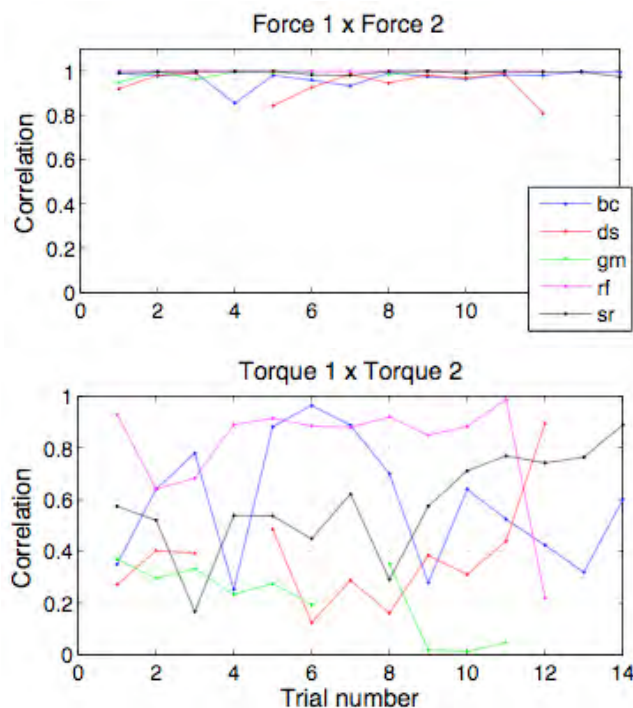 Force 1 x Force 2
1
0.8
0.6
0.4
0.2
0
Correlation
0 2 4 6 8 10
bc
ds
gm
rf
sr
Torque 1 x Torque 2
1
0.8
0.6
0.4
0.2
0
Correlation
0 2 4 6 8 10 12 14
Trial number